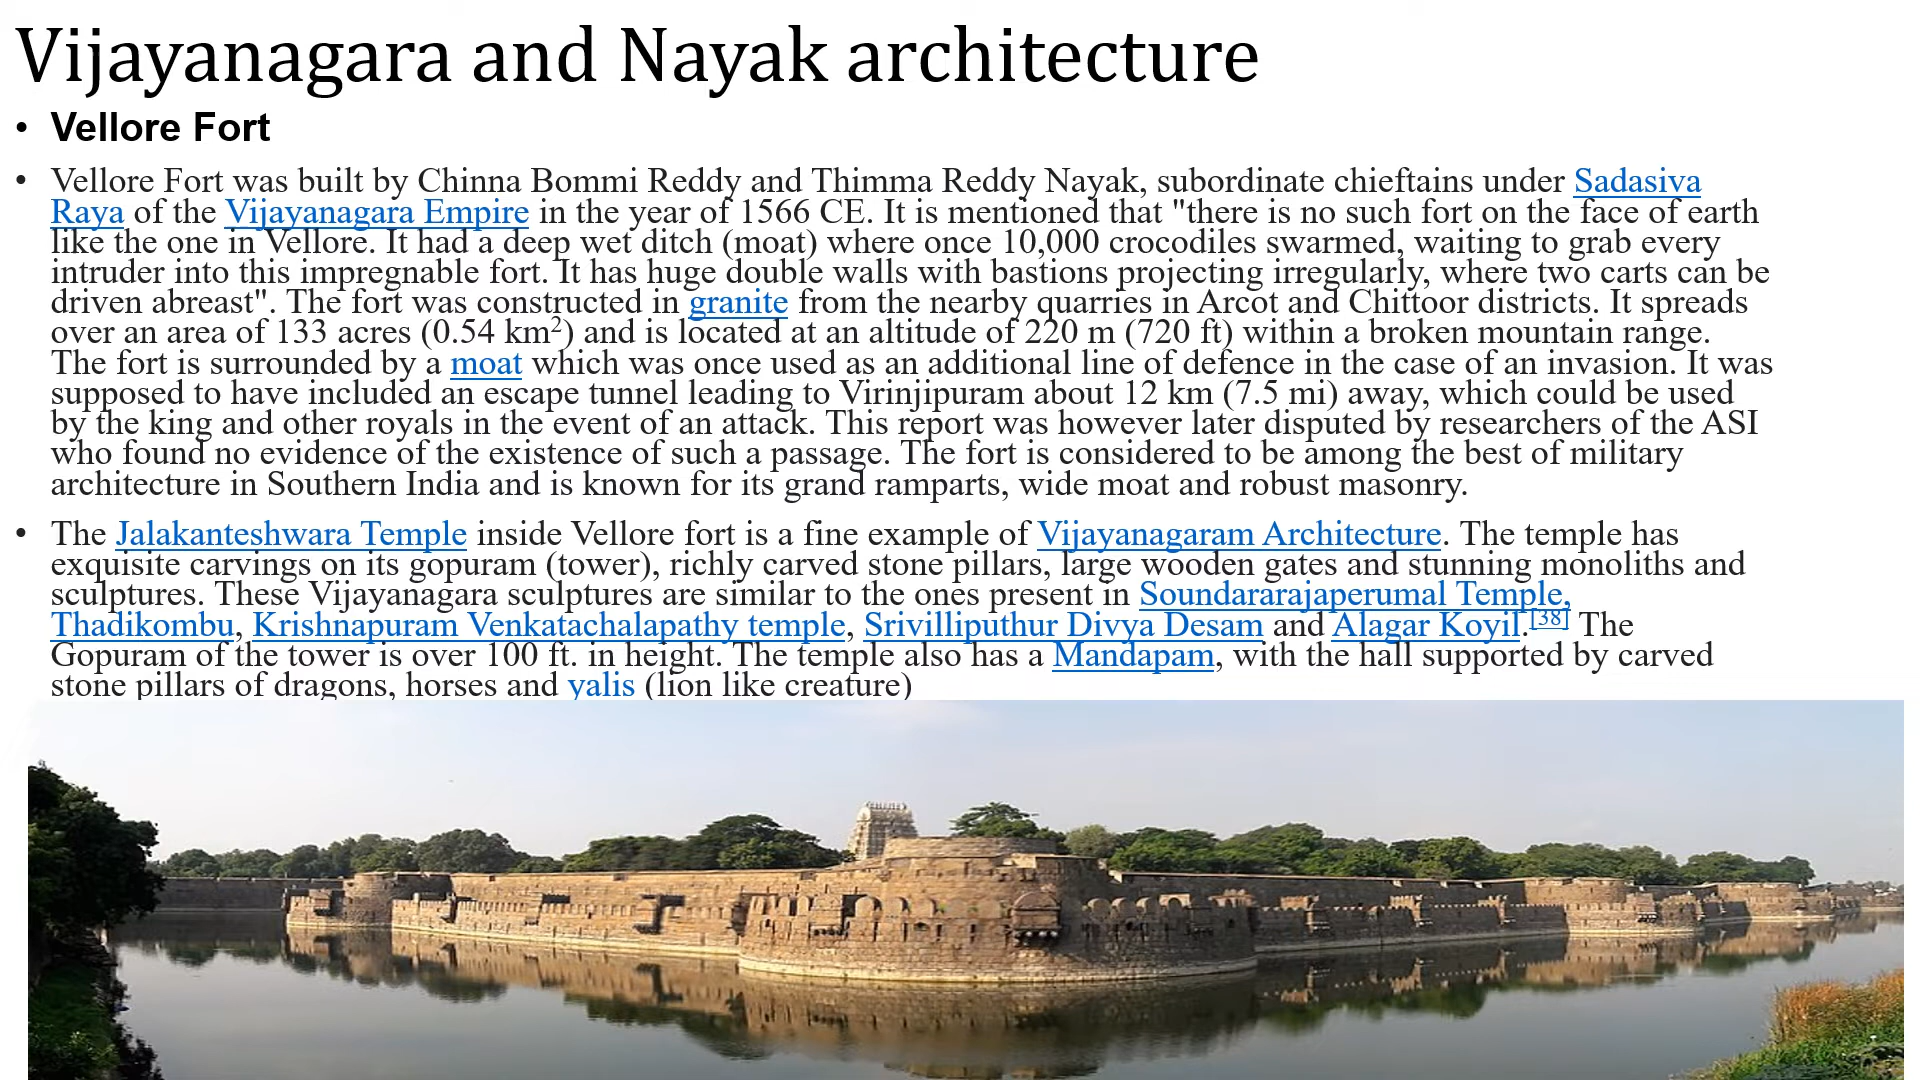 Vijayanagara and Nayak architecture
• Vellore Fort
• Vellore Fort was built by Chinna Bommi Reddy and Thimma Reddy Nayak, subordinate chieftains under Sadasiva
Raya of the Vijayanagara Empire in the year of 1566 CE. It is mentioned that "there is no such fort on the face of earth
like the one in Vellore. It had a deep wet ditch (moat) where once 10,000 crocodiles swarmed, waiting to grab every
intruder into this impregnable fort. It has huge double walls with bastions projecting irregularly, where two carts can be
driven abreast". The fort was constructed in granite from the nearby quarries in Arcot and Chittoor districts. It spreads
over an area of 133 acres (0.54 km²) and is located at an altitude of 220 m (720 ft) within a broken mountain range.
The fort is surrounded by a moat which was once used as an additional line of defence in the case of an invasion. It was
supposed to have included an escape tunnel leading to Virinjipuram about 12 km (7.5 mi) away, which could be used
by the king and other royals in the event of an attack. This report was however later disputed by researchers of the ASI
who found no evidence of the existence of such a passage. The fort is considered to be among the best of military
architecture in Southern India and is known for its grand ramparts, wide moat and robust masonry.
• The Jalakanteshwara Temple inside Vellore fort is a fine example of Vijayanagaram Architecture. The temple has
exquisite carvings on its gopuram (tower), richly carved stone pillars, large wooden gates and stunning monoliths and
sculptures. These Vijayanagara sculptures are similar to the ones present in Soundararajaperumal Temple,
Thadikombu, Krishnapuram Venkatachalapathy temple, Srivilliputhur Divya Desam and Alagar Koyil.[38] The
Gopuram of the tower is over 100 ft. in height. The temple also has a Mandapam, with the hall supported by carved
stone pillars of dragons, horses and yalis (lion like creature)